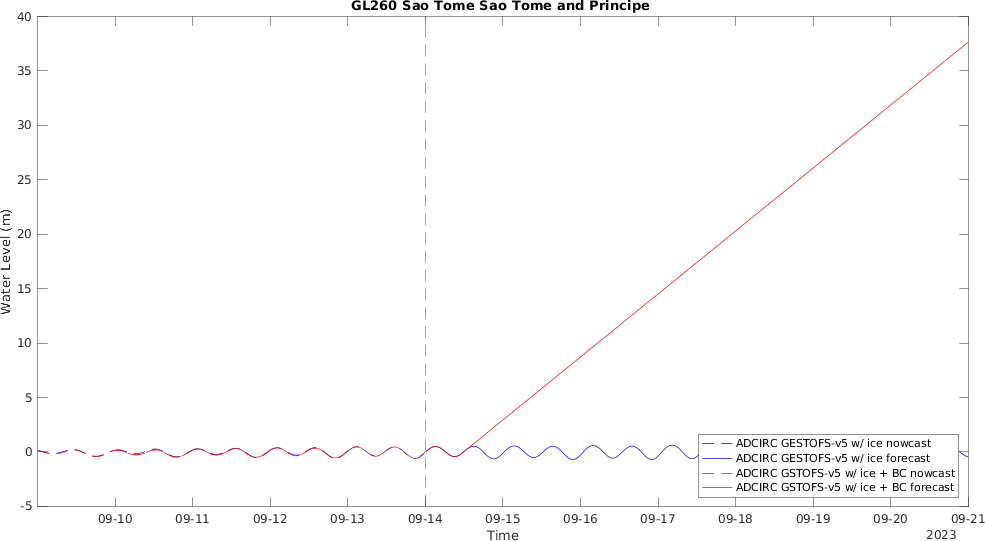 GL260 Sao Tome Sao Tome and Principe
40
35
30
25
20
15
10
5
0
-5
Water Level (m)
ADCIRC GESTOFS-v5 w/ ice nowcast
ADCIRC GESTOFS-v5 w/ ice forecast
ADCIRC GSTOFS-v5 w/ ice + BC nowcast
ADCIRC GSTOFS-v5 w/ ice + BC forecast
09-10 09-11 09-12 09-13 09-14 09-15 09-16 09-17 09-18 09-19 09-20 09-21
Time
2023